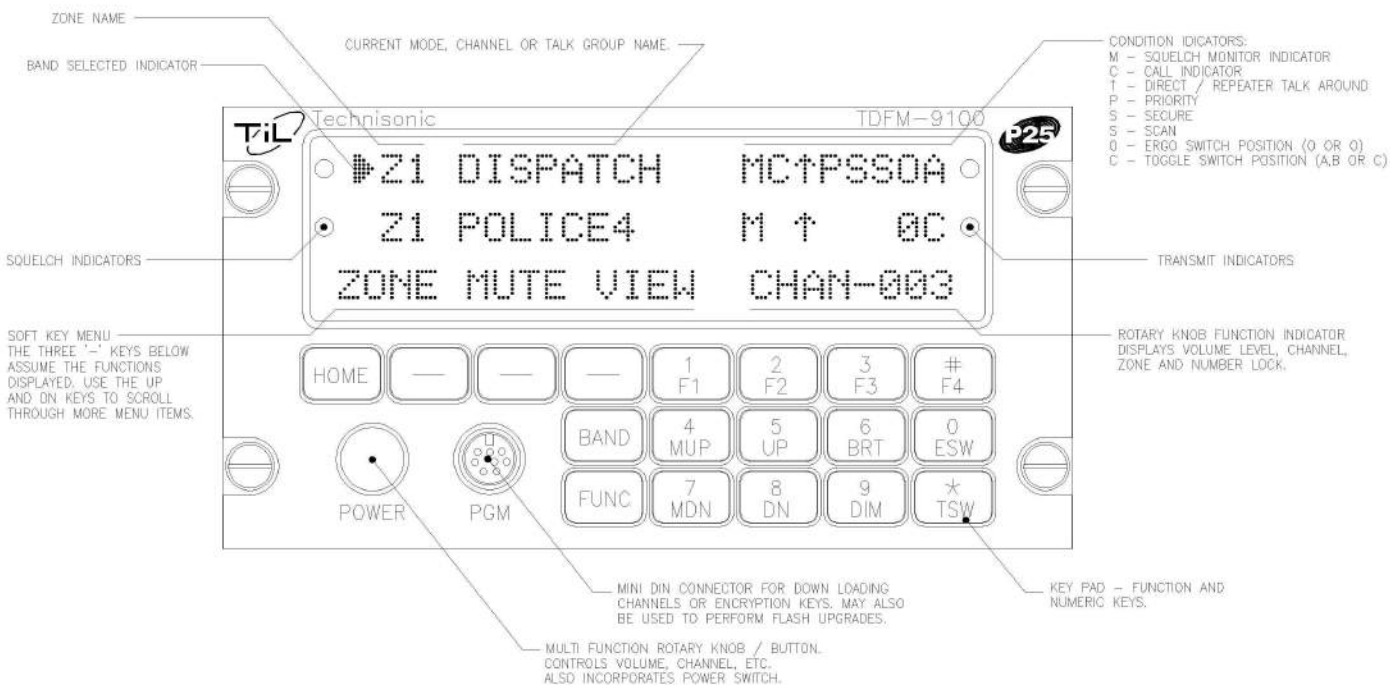 ZONE NAME
CURRENT MODE, CHANNEL OR TALK GROUP NAME.
BAND SELECTED INDICATOR
CONDITION IDICATORS:
M – SQUELCH MONITOR INDICATOR
C – CALL INDICATOR
↑ – DIRECT / REPEATER TALK AROUND
P – PRIORITY
S – SECURE
S – SCAN
O – ERGO SWITCH POSITION (O OR O)
C – TOGGLE SWITCH POSITION (A,B OR C)
TiL Technisonic TDFM–9100 P25
Z1 DISPATCH MC↑PSSOA
Z1 POLICE4 M ↑ 0C
ZONE MUTE VIEW CHAN-003
SQUELCH INDICATORS
TRANSMIT INDICATORS
SOFT KEY MENU
THE THREE '–' KEYS BELOW
ASSUME THE FUNCTIONS
DISPLAYED. USE THE UP
AND ON KEYS TO SCROLL
THROUGH MORE MENU ITEMS.
ROTARY KNOB FUNCTION INDICATOR
DISPLAYS VOLUME LEVEL, CHANNEL,
ZONE AND NUMBER LOCK.
HOME — — — 1 2 3 #
F1 F2 F3 F4
BAND 4 5 6 0
MUP UP BRT ESW
FUNC 7 8 9 *
MDN DN DIM TSW
POWER PGM
MINI DIN CONNECTOR FOR DOWN LOADING
CHANNELS OR ENCRYPTION KEYS. MAY ALSO
BE USED TO PERFORM FLASH UPGRADES.
KEY PAD – FUNCTION AND
NUMERIC KEYS.
MULTI FUNCTION ROTARY KNOB / BUTTON.
CONTROLS VOLUME, CHANNEL, ETC.
ALSO INCORPORATES POWER SWITCH.